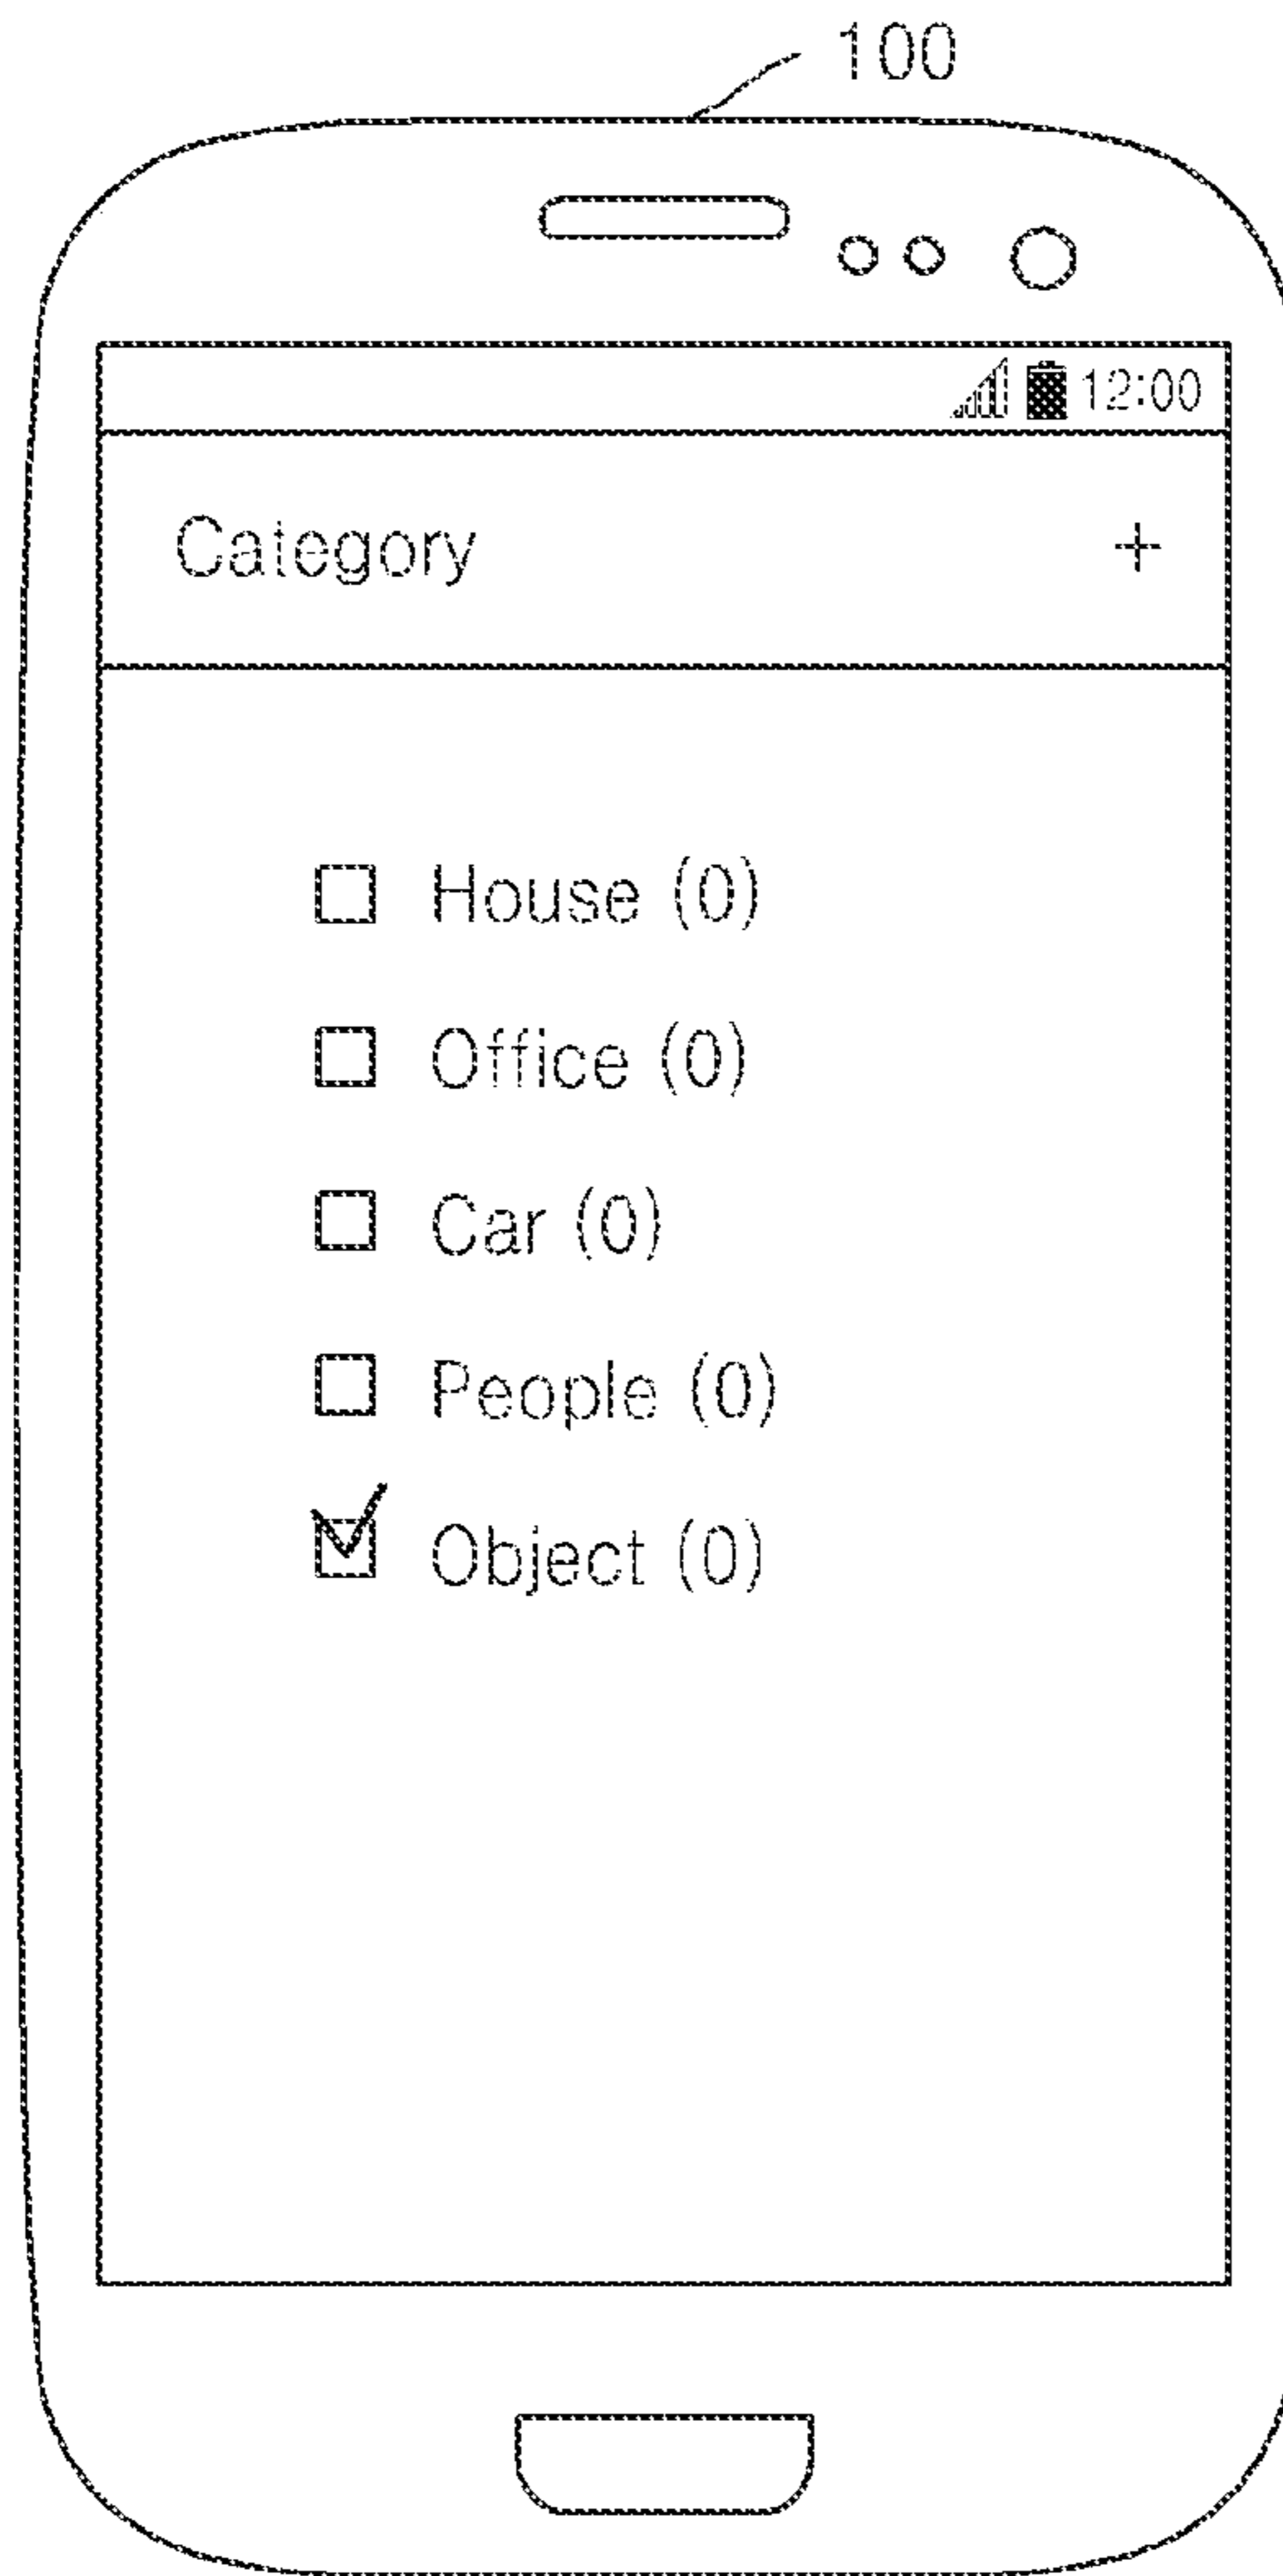 100
12:00
Category +
House (0)
Office (0)
Car (0)
People (0)
Object (0)